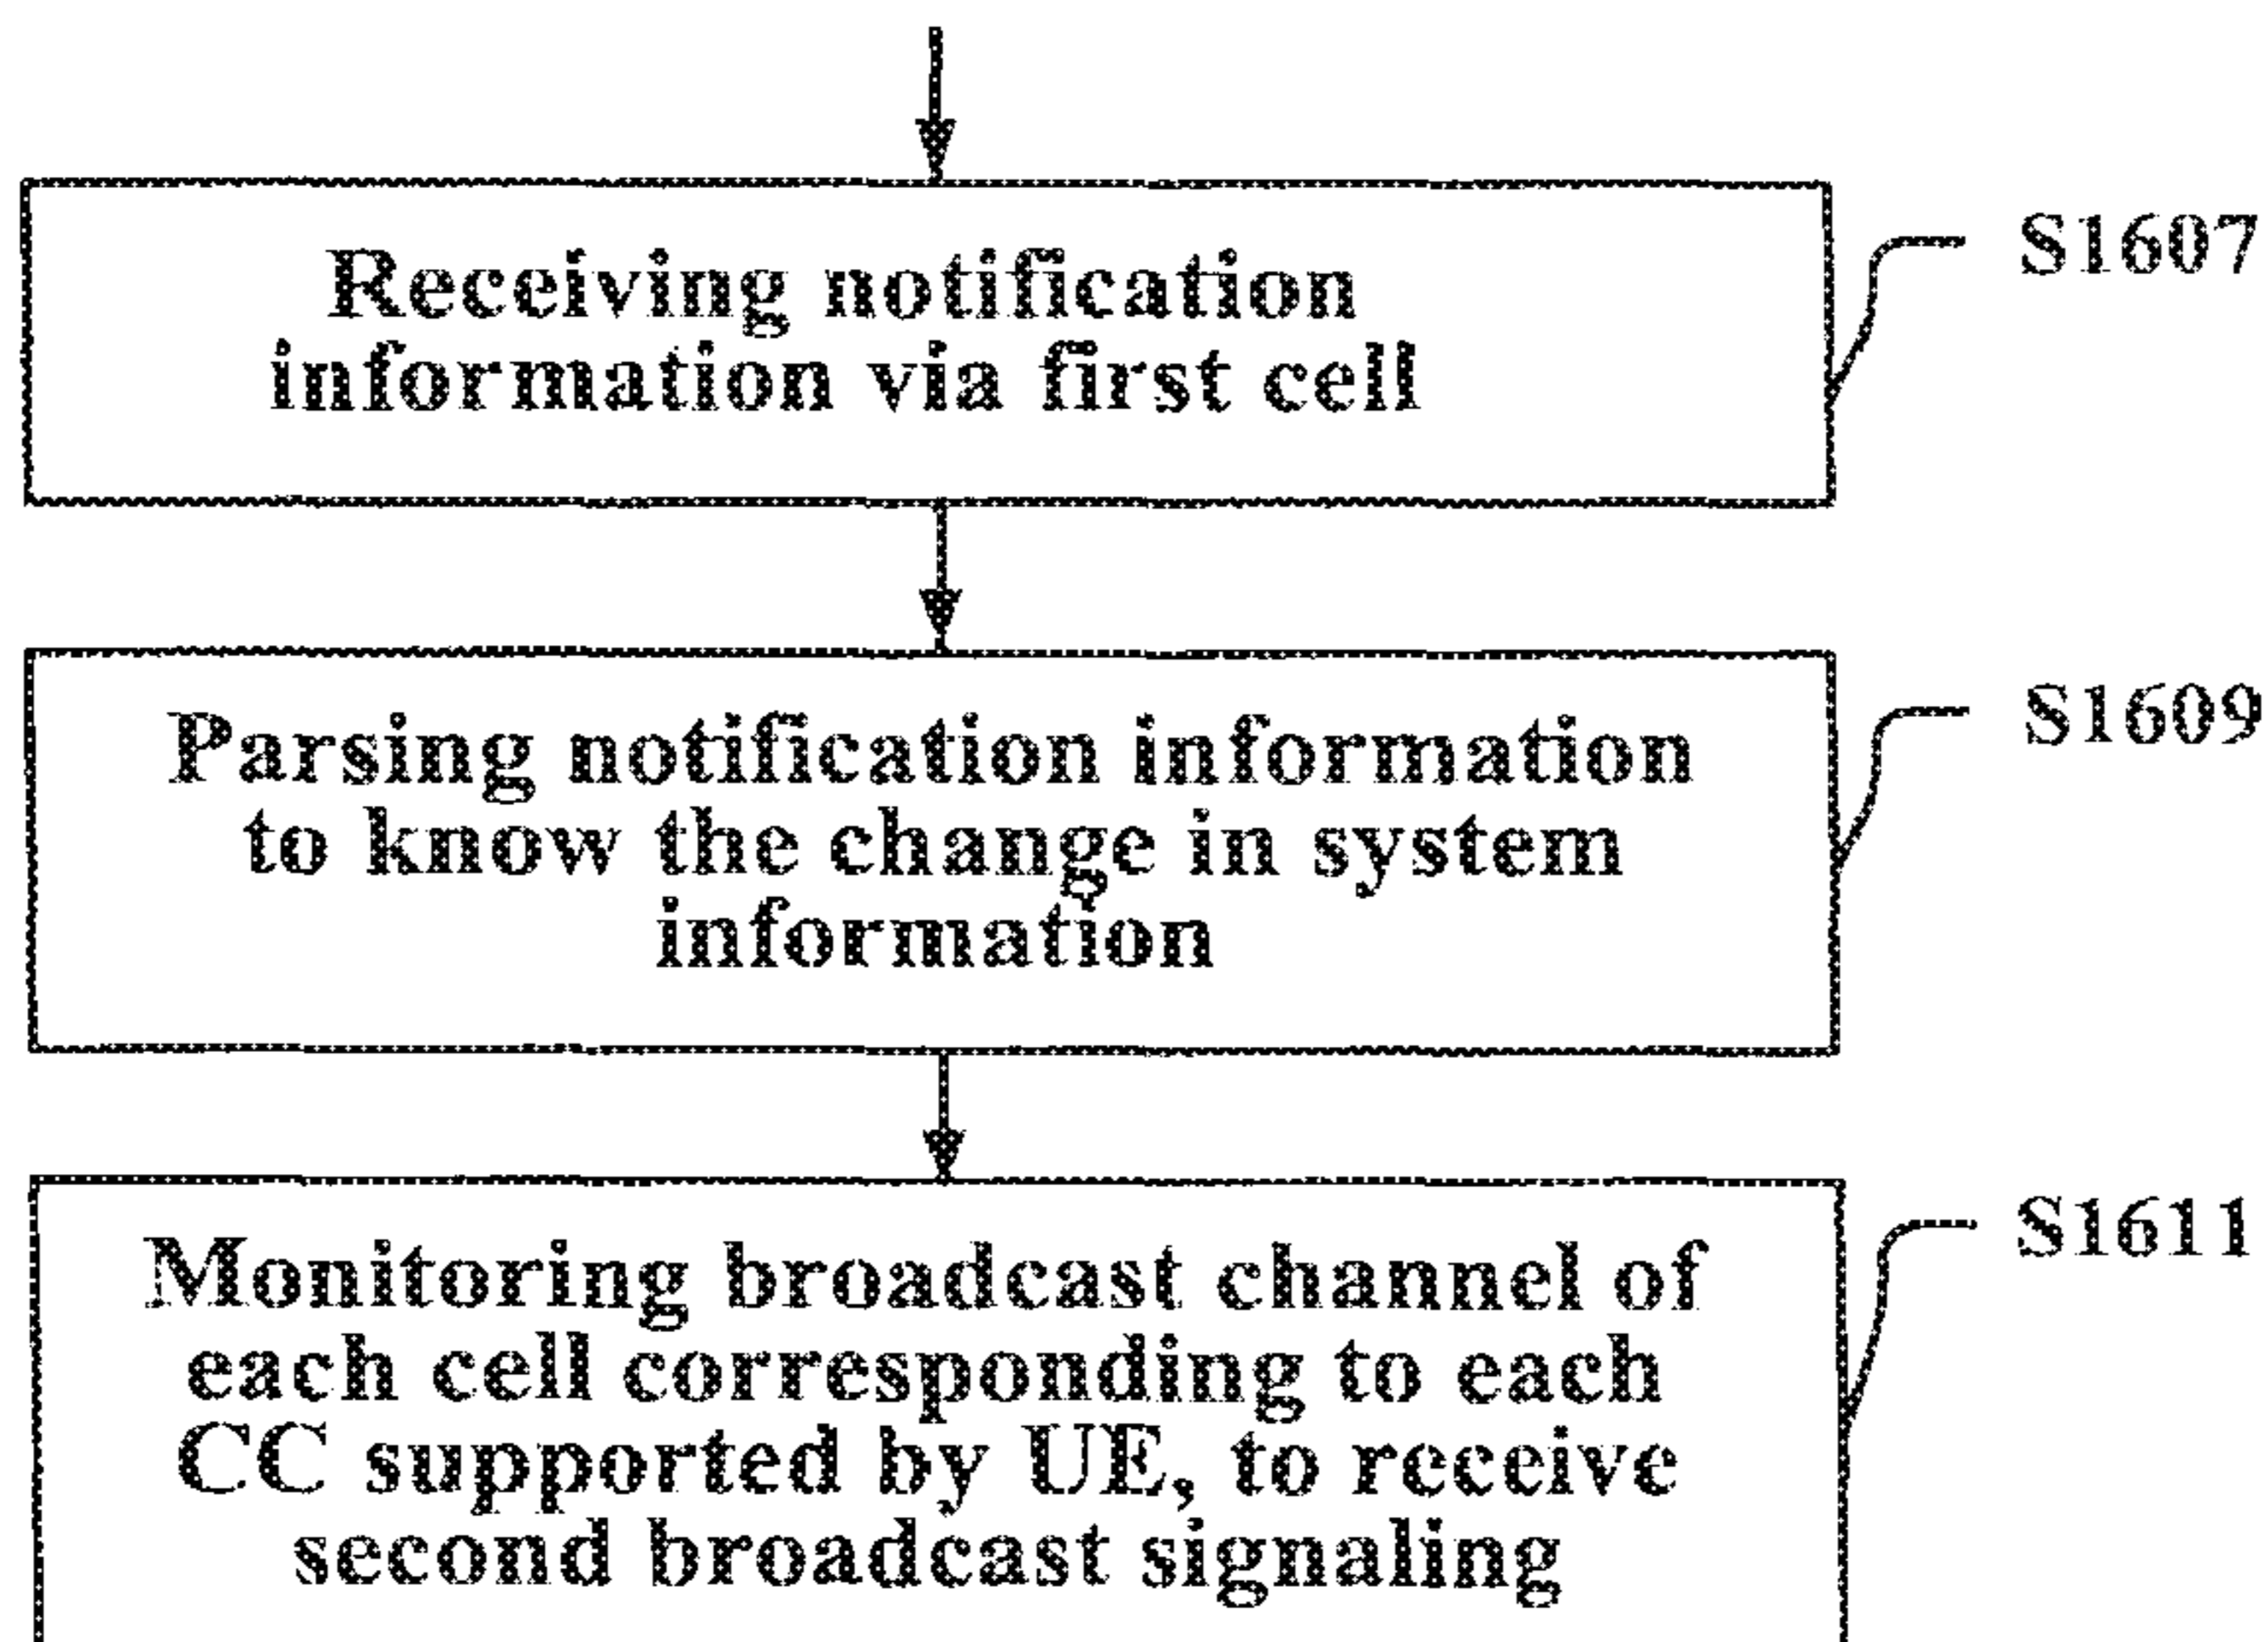 Receiving notification
information via first cell
S1607
Parsing notification information
to know the change in system
information
S1609
Monitoring broadcast channel of
each cell corresponding to each
CC supported by UE, to receive
second broadcast signaling
S1611